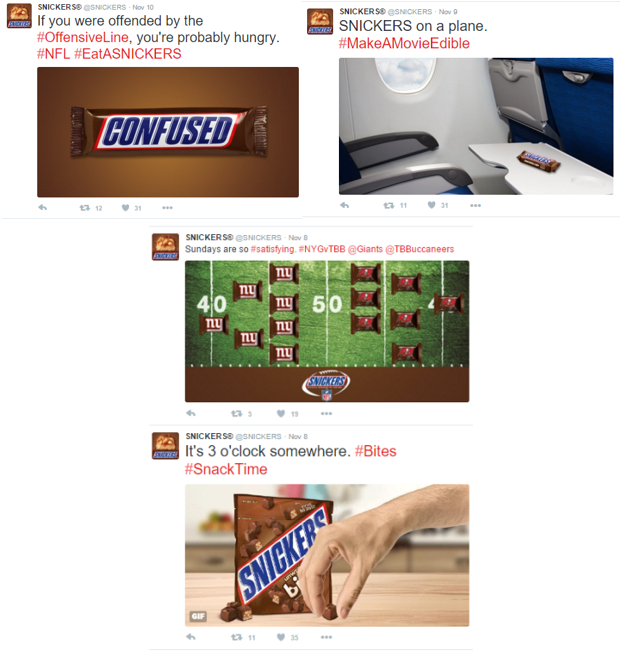 SNICKERS® @SNICKERS · Nov 10
If you were offended by the
#OffensiveLine, you're probably hungry.
#NFL #EatASNICKERS
CONFUSED
12 31
SNICKERS® @SNICKERS · Nov 9
SNICKERS on a plane.
#MakeAMovieEdible
SNICKERS
11 31
SNICKERS® @SNICKERS · Nov 8
Sundays are so #satisfying. #NYGvTBB @Giants @TBBuccaneers
40 50 4
ny
ny ny
ny
ny ny
ny
ny
SNICKERS
NFL
5 19
SNICKERS® @SNICKERS · Nov 8
It's 3 o'clock somewhere. #Bites
#SnackTime
SNICKERS
GIF
11 35